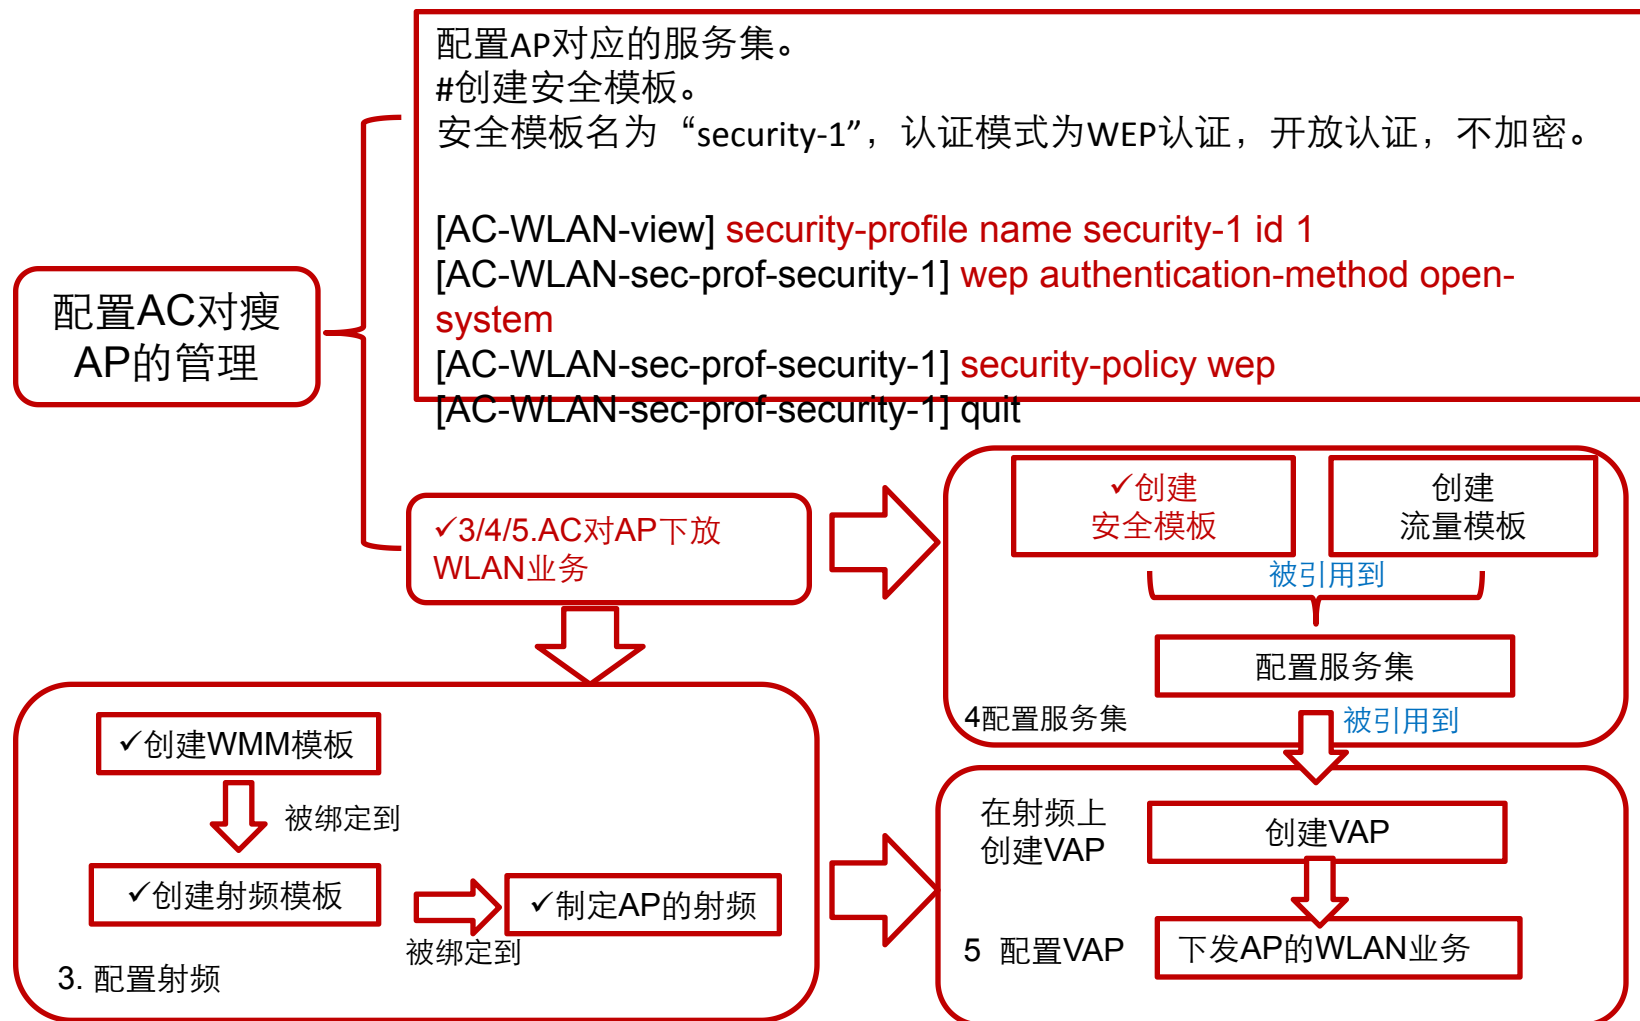 配置AP对应的服务集。
#创建安全模板。
安全模板名为“security-1”，认证模式为WEP认证，开放认证，不加密。
[AC-WLAN-view] security-profile name security-1 id 1
[AC-WLAN-sec-prof-security-1] wep authentication-method open-
system
[AC-WLAN-sec-prof-security-1] security-policy wep
[AC-WLAN-sec-prof-security-1] quit
配置AC对瘦
AP的管理
✓3/4/5.AC对AP下放
WLAN业务
✓创建
安全模板
创建
流量模板
被引用到
配置服务集
4配置服务集
被引用到
✓创建WMM模板
被绑定到
✓创建射频模板
被绑定到
✓制定AP的射频
3. 配置射频
在射频上
创建VAP
创建VAP
5 配置VAP
下发AP的WLAN业务